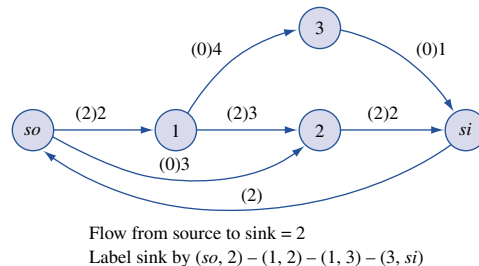 3
(0)4
(0)1
so
(2)2
1
(2)3
2
(2)2
si
(0)3
(2)
Flow from source to sink = 2
Label sink by (so, 2) – (1, 2) – (1, 3) – (3, si)